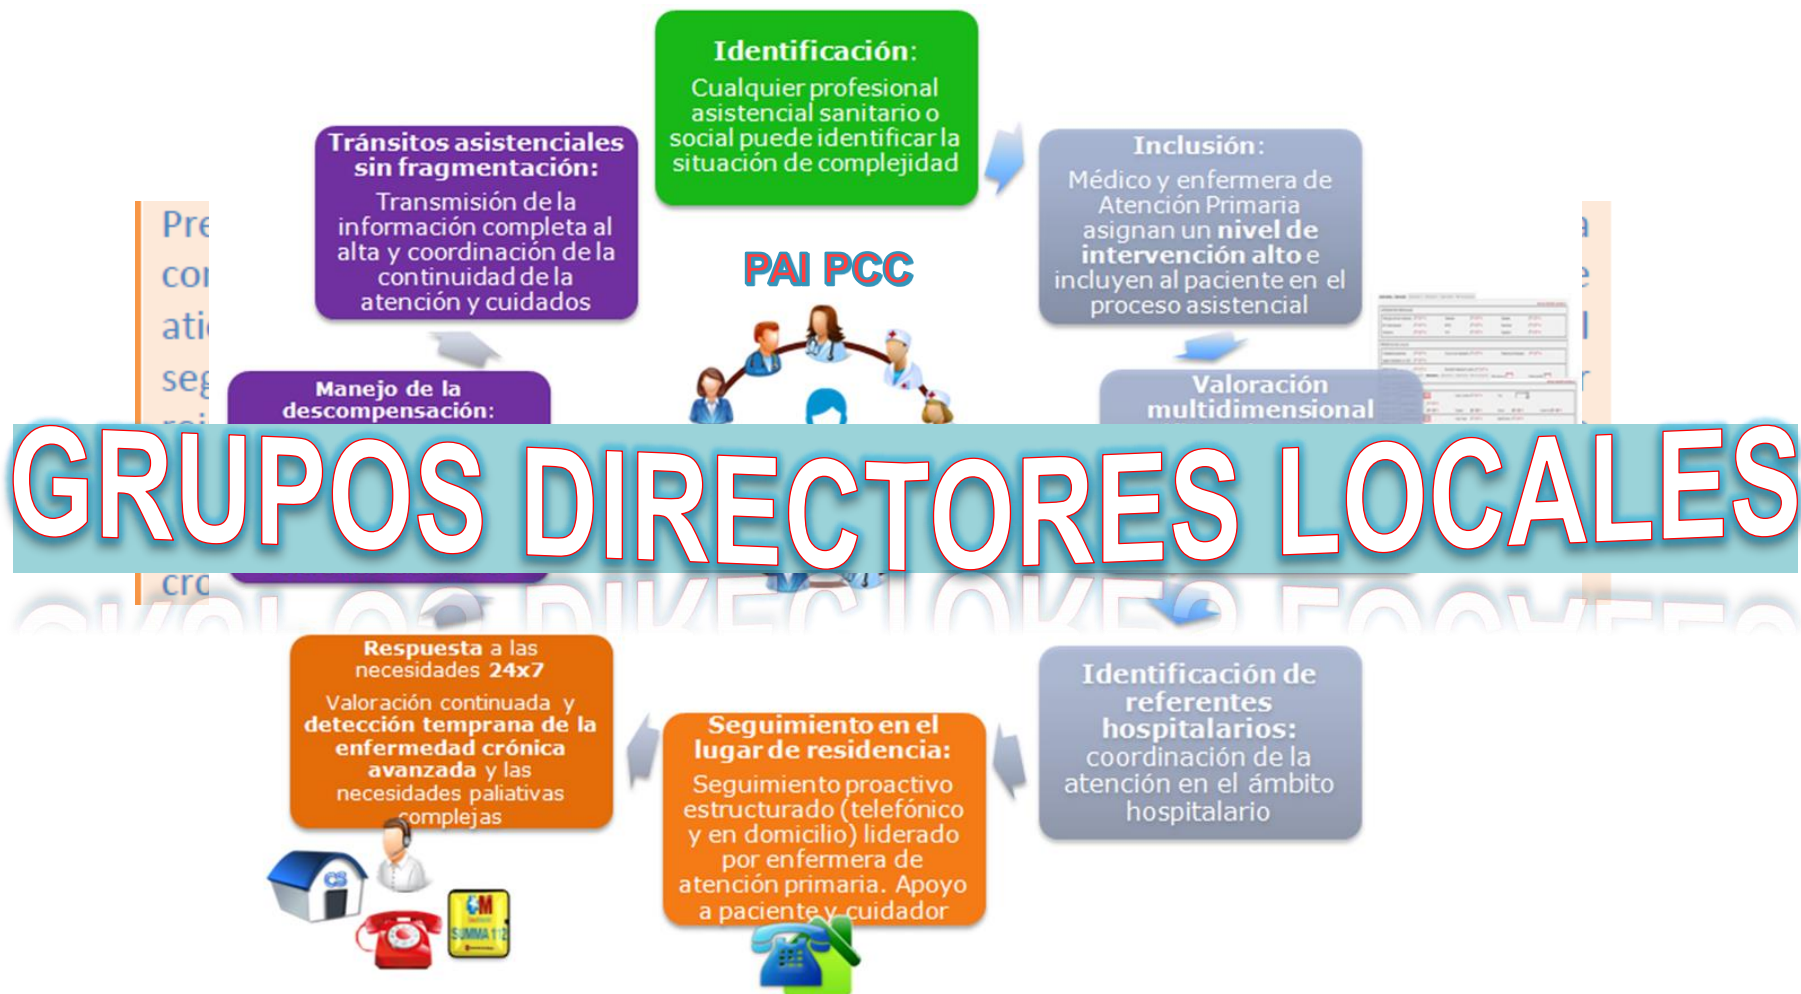 Identificación:
Cualquier profesional
asistencial sanitario o
social puede identificar la
situación de complejidad
Inclusión:
Médico y enfermera de
Atención Primaria
asignan un nivel de
intervención alto e
incluyen al paciente en el
proceso asistencial
Valoración
multidimensional
Identificación de
referentes
hospitalarios:
coordinación de la
atención en el ámbito
hospitalario
Seguimiento en el
lugar de residencia:
Seguimiento proactivo
estructurado (telefónico
y en domicilio) liderado
por enfermera de
atención primaria. Apoyo
a paciente y cuidador
Respuesta a las
necesidades 24x7
Valoración continuada y
detección temprana de la
enfermedad crónica
avanzada y las
necesidades paliativas
complejas
Manejo de la
descompensación:
Tránsitos asistenciales
sin fragmentación:
Transmisión de la
información completa al
alta y coordinación de la
continuidad de la
atención y cuidados
PAI PCC
GRUPOS DIRECTORES LOCALES
CS
SUMMA 112